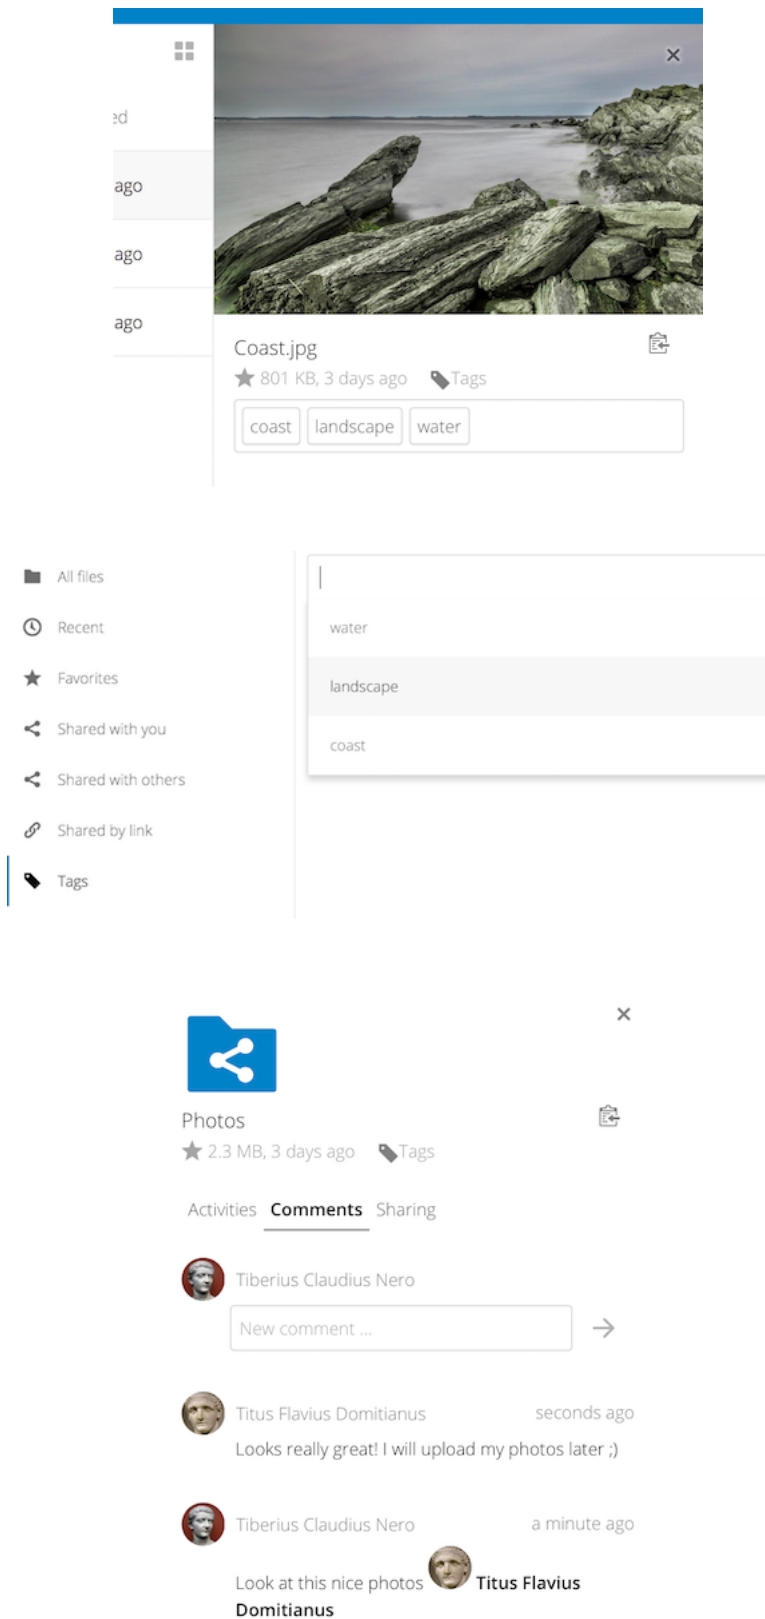 ed
ago
ago
ago
Coast.jpg
801 KB, 3 days ago Tags
coast landscape water
All files
Recent
Favorites
Shared with you
Shared with others
Shared by link
Tags
water
landscape
coast
Photos
2.3 MB, 3 days ago Tags
Activities Comments Sharing
Tiberius Claudius Nero
New comment ...
Titus Flavius Domitianus seconds ago
Looks really great! I will upload my photos later ;)
Tiberius Claudius Nero a minute ago
Look at this nice photos Titus Flavius
Domitianus